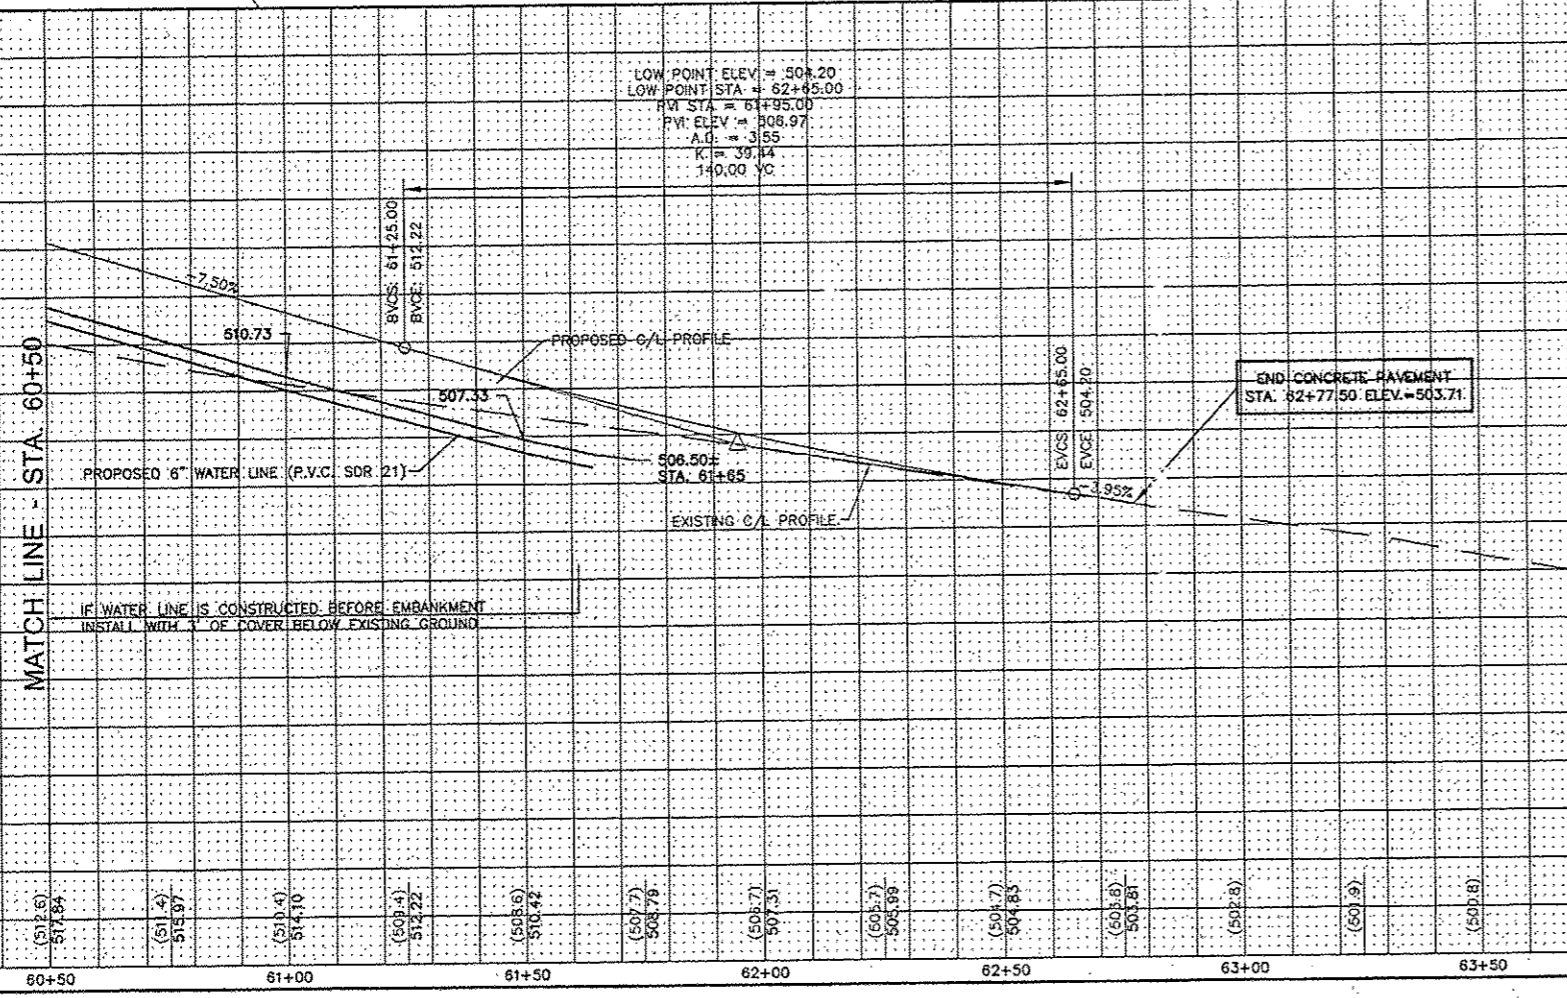 LOW POINT ELEV = 504.20
LOW POINT STA = 62+65.00
PVI STA = 61+95.00
PVI ELEV = 506.97
A.D. = 3.55
K = 39.44
140.00 VC
BVCS: 61+25.00
BVCE: 512.22
-7.50%
510.73
PROPOSED C/L PROFILE
507.33
EVCS: 62+65.00
EVCE: 504.20
END CONCRETE PAVEMENT
STA. 62+77.50 ELEV.=503.71
PROPOSED 6" WATER LINE (P.V.C. SDR 21)
506.50±
STA. 61+65
-3.95%
EXISTING C/L PROFILE
MATCH LINE - STA. 60+50
IF WATER LINE IS CONSTRUCTED BEFORE EMBANKMENT
INSTALL WITH 3' OF COVER BELOW EXISTING GROUND
(512.6)
517.84
(511.4)
515.97
(510.4)
514.10
(509.4)
512.22
(508.6)
510.42
(507.7)
508.79
(506.7)
507.31
(505.7)
505.99
(504.7)
504.83
(503.8)
503.81
(502.8)
(501.9)
(500.8)
60+50
61+00
61+50
62+00
62+50
63+00
63+50